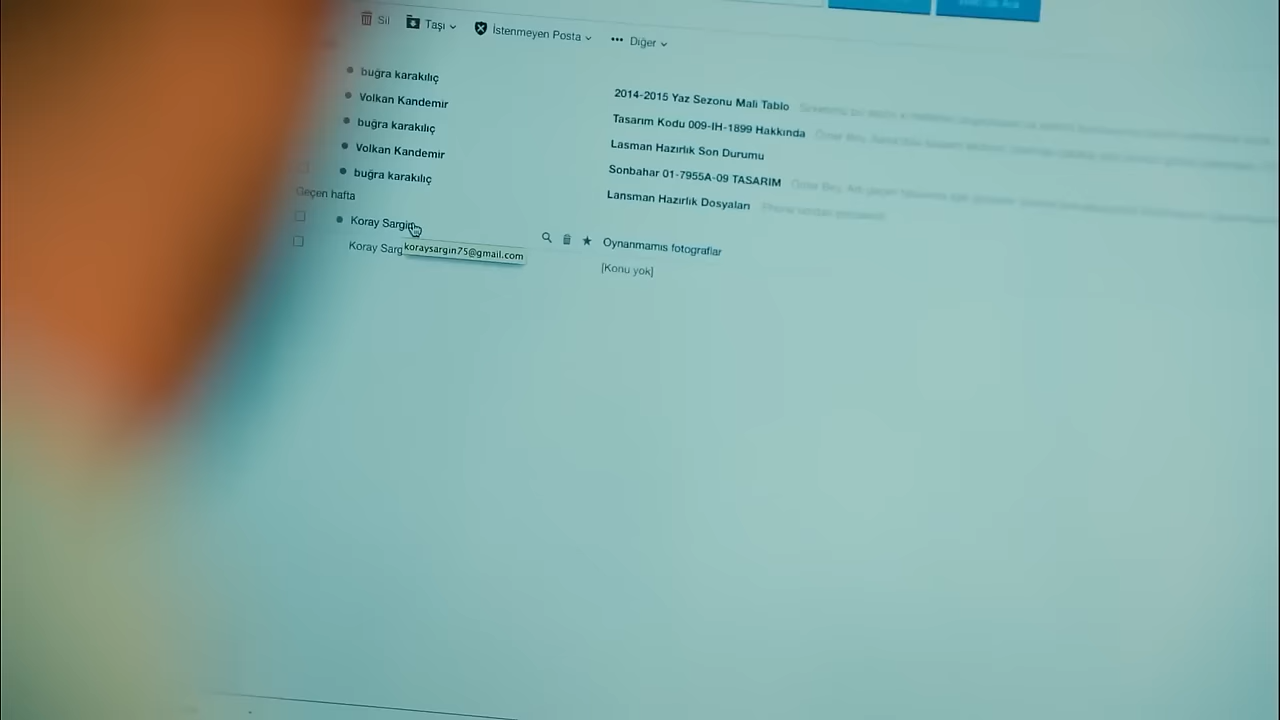 Sil Taşı İstenmeyen Posta Diğer
buğra karakılıç 2014-2015 Yaz Sezonu Mali Tablo
Volkan Kandemir Tasarım Kodu 009-IH-1899 Hakkında
buğra karakılıç Lasman Hazırlık Son Durumu
Volkan Kandemir Sonbahar 01-7955A-09 TASARIM
buğra karakılıç Lansman Hazırlık Dosyaları
Geçen hafta
Koray Sargın Oynanmamıs fotograflar
Koray Sarg koraysargin75@gmail.com [Konu yok]